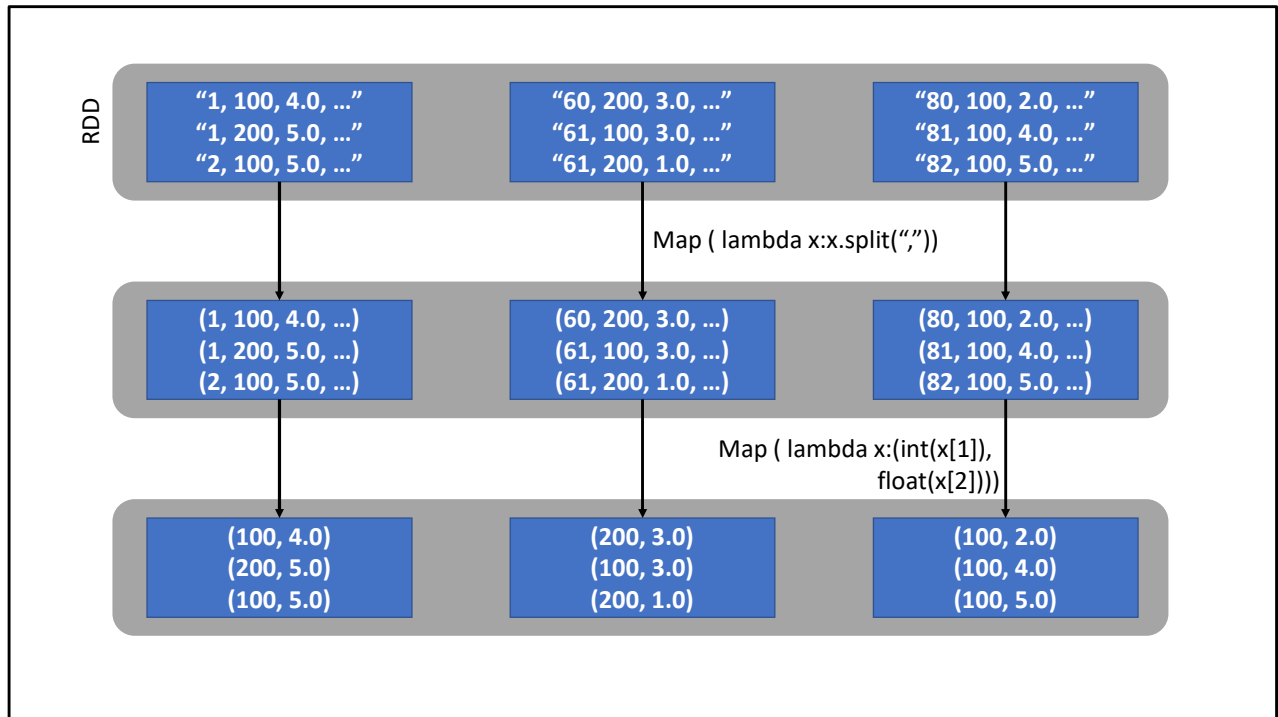 RDD
“1, 100, 4.0, …”
“1, 200, 5.0, …”
“2, 100, 5.0, …”
“60, 200, 3.0, …”
“61, 100, 3.0, …”
“61, 200, 1.0, …”
“80, 100, 2.0, …”
“81, 100, 4.0, …”
“82, 100, 5.0, …”
Map ( lambda x:x.split(“,”))
(1, 100, 4.0, …)
(1, 200, 5.0, …)
(2, 100, 5.0, …)
(60, 200, 3.0, …)
(61, 100, 3.0, …)
(61, 200, 1.0, …)
(80, 100, 2.0, …)
(81, 100, 4.0, …)
(82, 100, 5.0, …)
Map ( lambda x:(int(x[1]),
float(x[2])))
(100, 4.0)
(200, 5.0)
(100, 5.0)
(200, 3.0)
(100, 3.0)
(200, 1.0)
(100, 2.0)
(100, 4.0)
(100, 5.0)